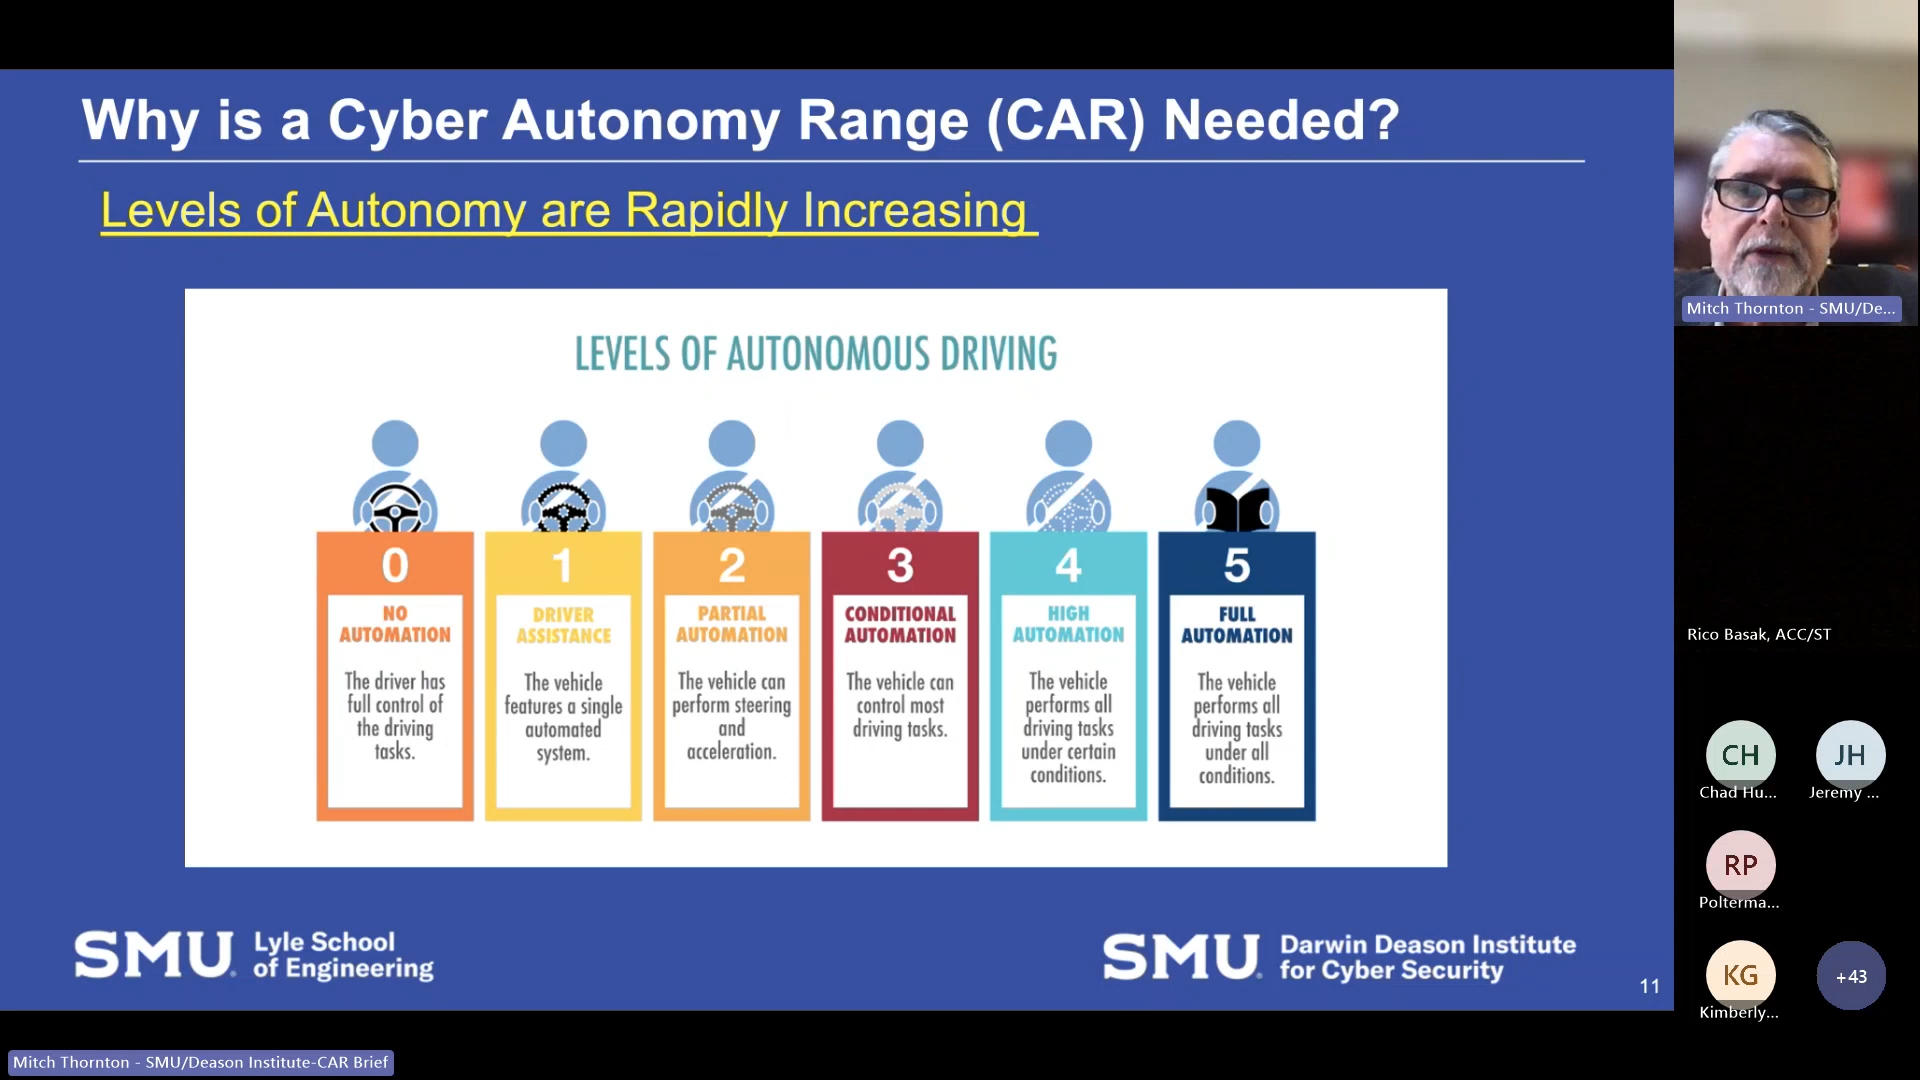 Why is a Cyber Autonomy Range (CAR) Needed?
Levels of Autonomy are Rapidly Increasing
LEVELS OF AUTONOMOUS DRIVING
0
NO
AUTOMATION
The driver has
full control of
the driving
tasks.
1
DRIVER
ASSISTANCE
The vehicle
features a single
automated
system.
2
PARTIAL
AUTOMATION
The vehicle can
perform steering
and
acceleration.
3
CONDITIONAL
AUTOMATION
The vehicle can
control most
driving tasks.
4
HIGH
AUTOMATION
The vehicle
performs all
driving tasks
under certain
conditions.
5
FULL
AUTOMATION
The vehicle
performs all
driving tasks
under all
conditions.
SMU® Lyle School
of Engineering
SMU® Darwin Deason Institute
for Cyber Security
11
Mitch Thornton - SMU/Deason Institute-CAR Brief
Mitch Thornton - SMU/De...
Rico Basak, ACC/ST
CH
Chad Hu...
JH
Jeremy ...
RP
Polterma...
KG
Kimberly...
+43